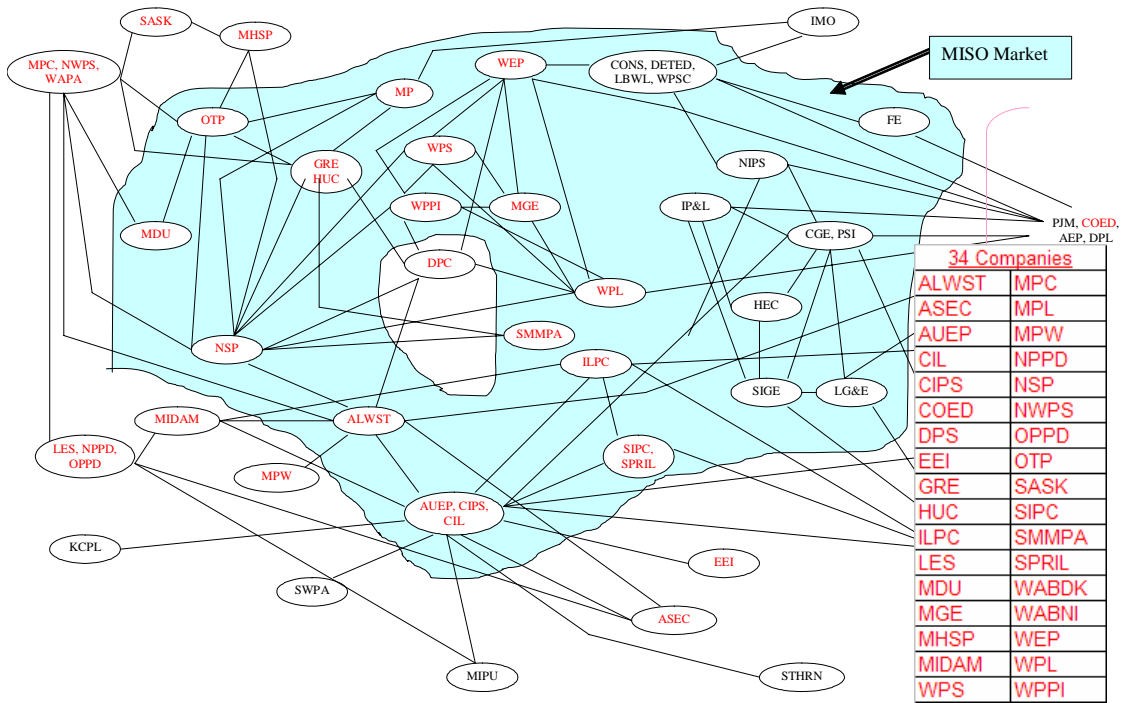 SASK
IMO
MHSP
MPC, NWPS,
WAPA
WEP
CONS, DETED,
LBWL, WPSC
MISO Market
MP
OTP
FE
WPS
GRE
HUC
NIPS
WPPI
MGE
IP&L
MDU
CGE, PSI
PJM, COED,
AEP, DPL
DPC
WPL
HEC
NSP
SMMPA
ILPC
SIGE
LG&E
MIDAM
ALWST
LES, NPPD,
OPPD
SIPC,
SPRIL
MPW
AUEP, CIPS,
CIL
KCPL
EEI
SWPA
ASEC
MIPU
STHRN
34 Companies
ALWST MPC
ASEC MPL
AUEP MPW
CIL NPPD
CIPS NSP
COED NWPS
DPS OPPD
EEI OTP
GRE SASK
HUC SIPC
ILPC SMMPA
LES SPRIL
MDU WABDK
MGE WABNI
MHSP WEP
MIDAM WPL
WPS WPPI